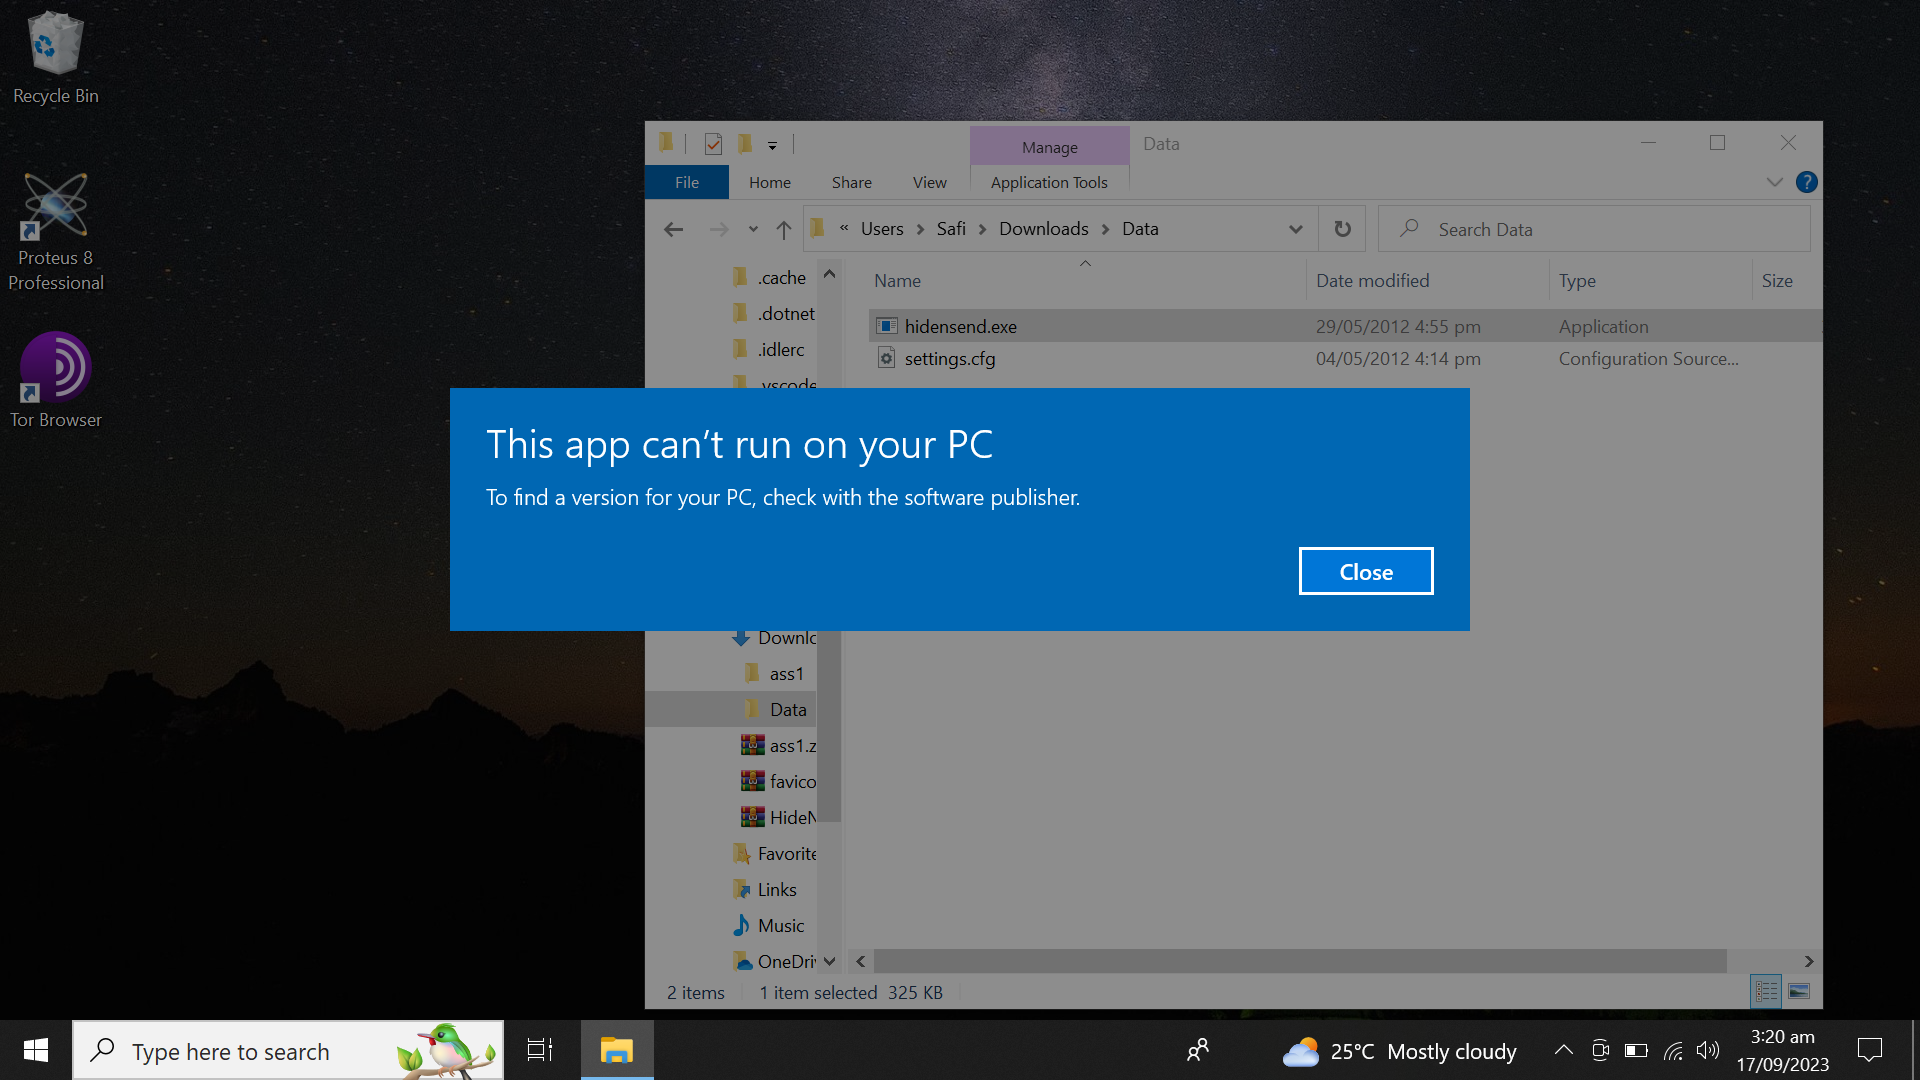 Recycle Bin
Proteus 8
Professional
Tor Browser
Manage
Data
File
Home
Share
View
Application Tools
?
« Users > Safi > Downloads > Data
Search Data
.cache
.dotnet
.idlerc
.vscode
Name
Date modified
Type
Size
hidensend.exe
29/05/2012 4:55 pm
Application
settings.cfg
04/05/2012 4:14 pm
Configuration Source...
This app can’t run on your PC
To find a version for your PC, check with the software publisher.
Close
Downlo
ass1
Data
ass1.z
favico
HideN
Favorite
Links
Music
OneDriv
2 items
1 item selected 325 KB
Type here to search
25°C Mostly cloudy
3:20 am
17/09/2023